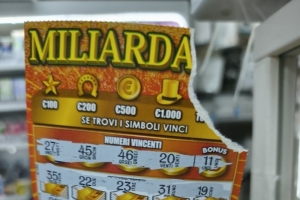 MILIARDA
€100 €200 €500 €1.000
SE TROVI I SIMBOLI VINCI
NUMERI VINCENTI
BONUS
27 45 46 20 11
35 22 23 31 19